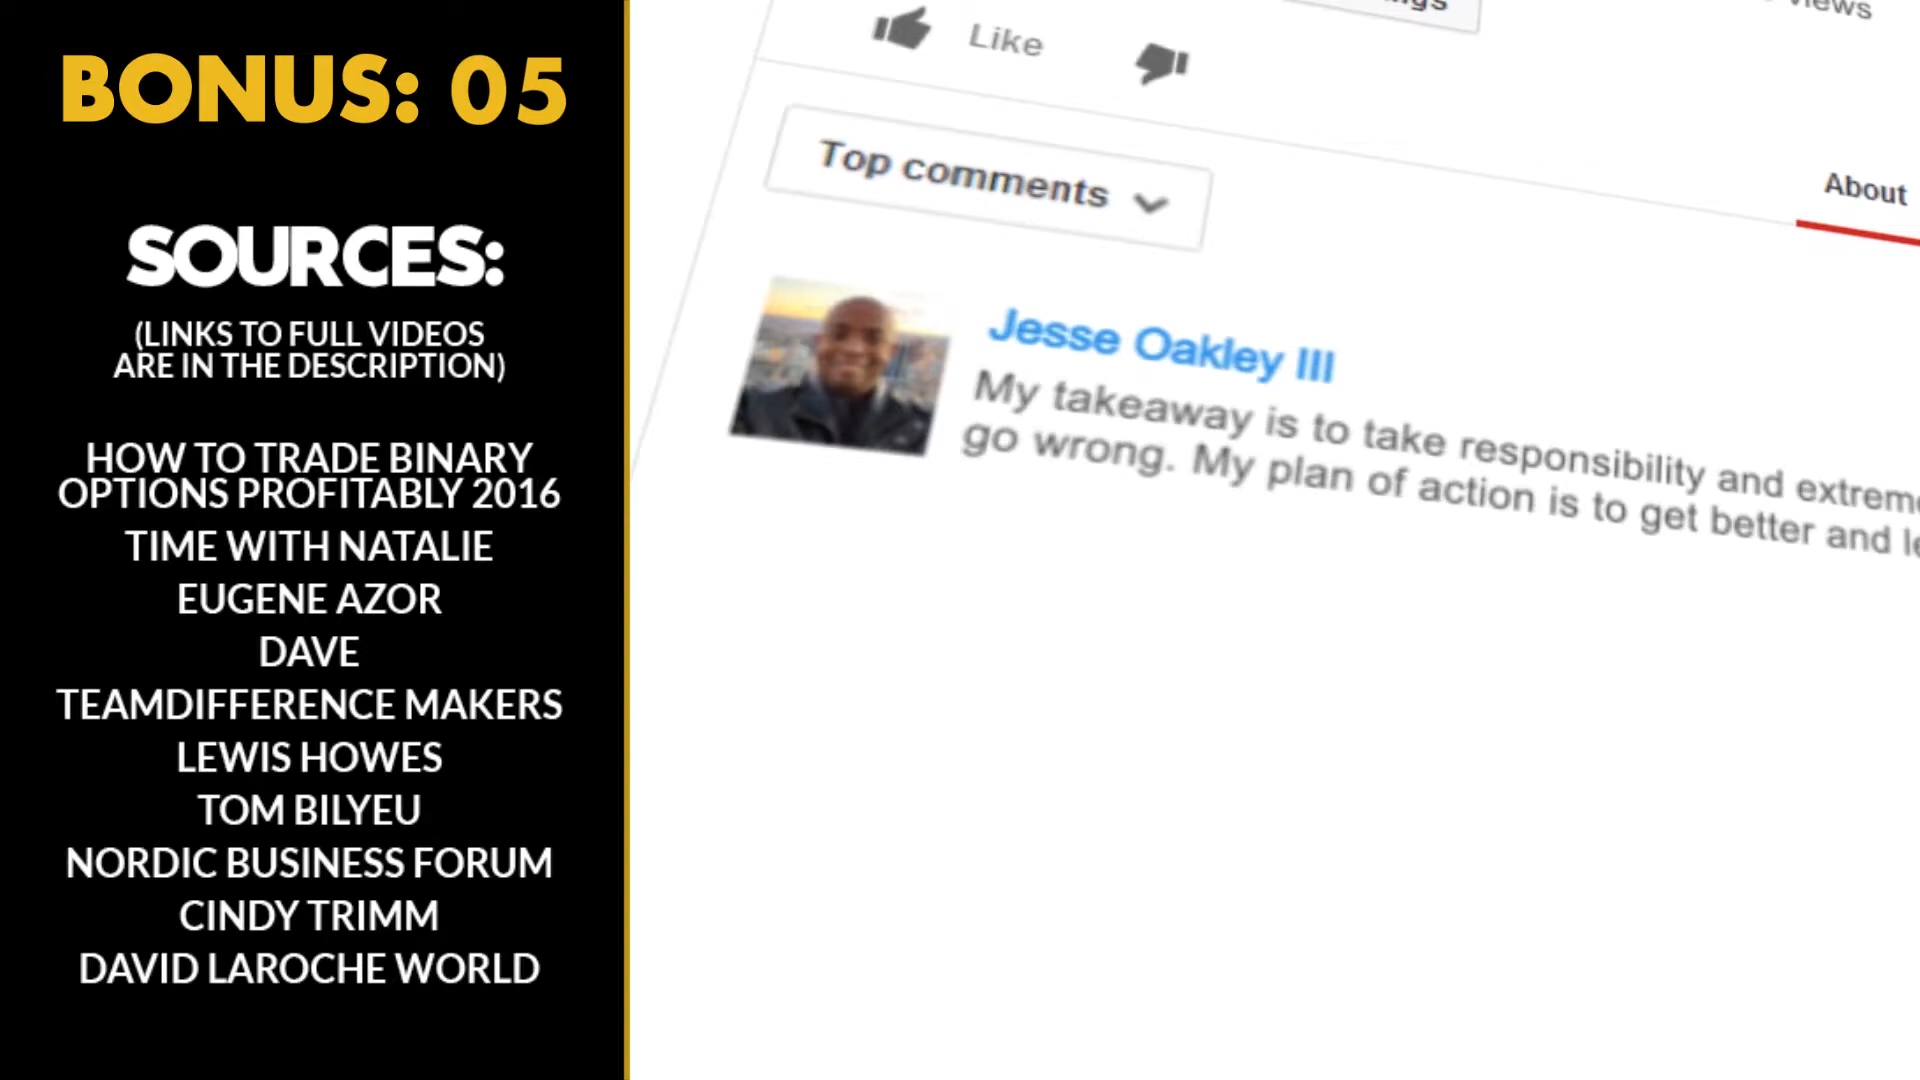 BONUS: 05
SOURCES:
(LINKS TO FULL VIDEOS
ARE IN THE DESCRIPTION)
HOW TO TRADE BINARY
OPTIONS PROFITABLY 2016
TIME WITH NATALIE
EUGENE AZOR
DAVE
TEAMDIFFERENCE MAKERS
LEWIS HOWES
TOM BILYEU
NORDIC BUSINESS FORUM
CINDY TRIMM
DAVID LAROCHE WORLD
views
Like
Top comments
About
Jesse Oakley III
My takeaway is to take responsibility and extrem
go wrong. My plan of action is to get better and le